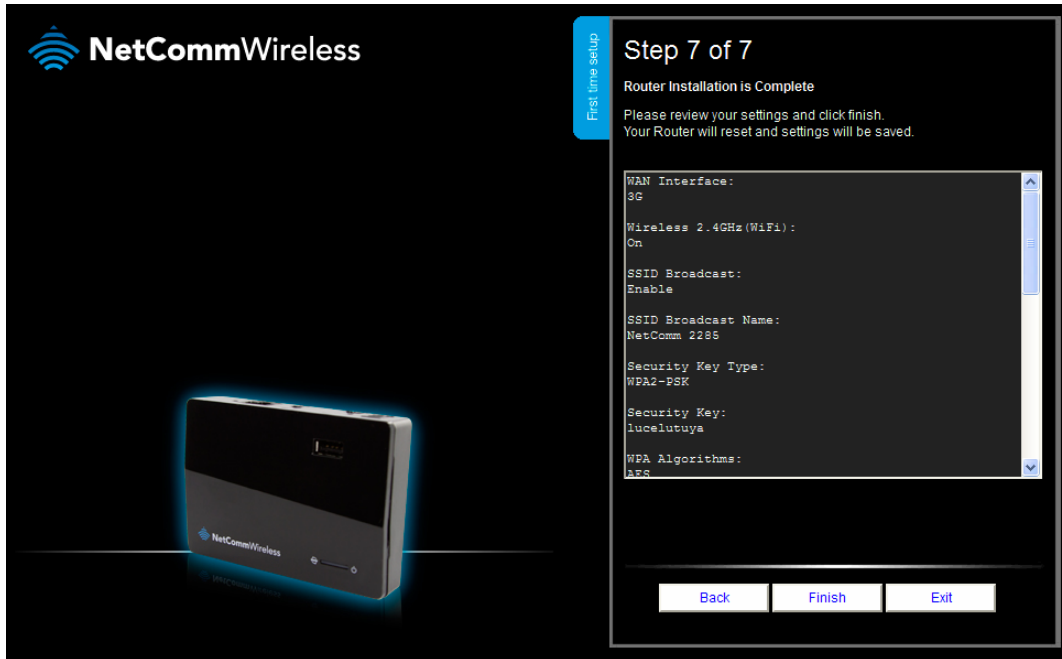 NetCommWireless
First time setup
Step 7 of 7
Router Installation is Complete
Please review your settings and click finish.
Your Router will reset and settings will be saved.
WAN Interface:
3G
Wireless 2.4GHz(WiFi):
On
SSID Broadcast:
Enable
SSID Broadcast Name:
NetComm 2285
Security Key Type:
WPA2-PSK
Security Key:
lucelutuya
WPA Algorithms:
AES
NetCommWireless
Back
Finish
Exit